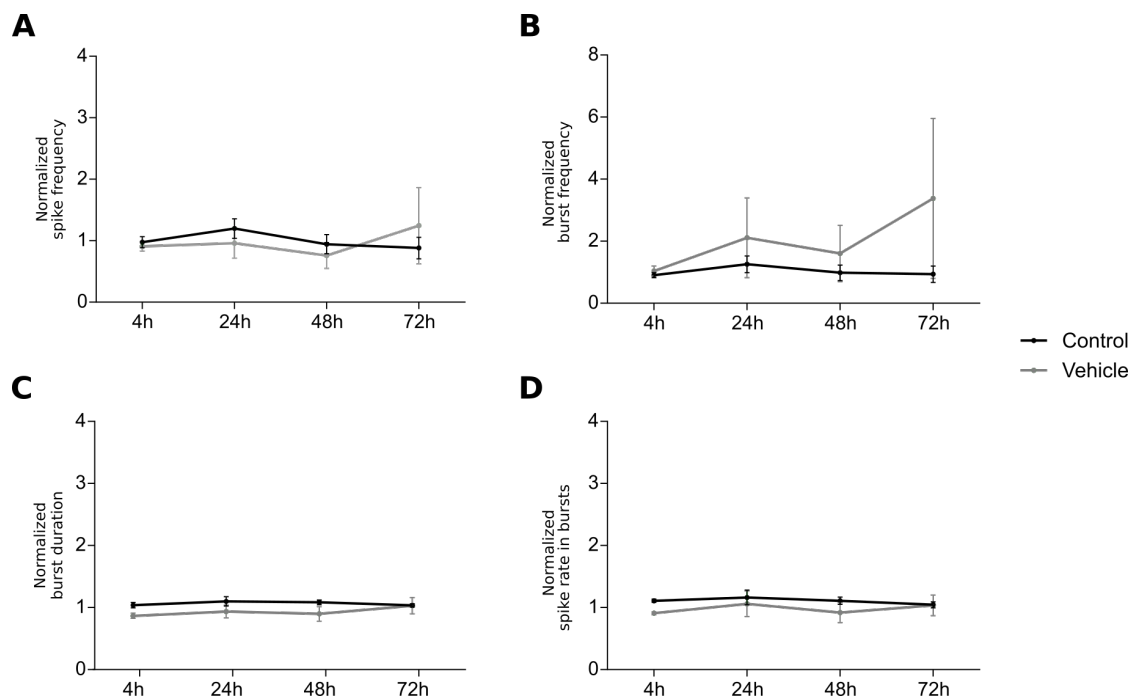 A
Normalized
spike frequency
4
3
2
1
0
4h 24h 48h 72h
B
Normalized
burst frequency
8
6
4
2
0
4h 24h 48h 72h
Control
Vehicle
C
Normalized
burst duration
4
3
2
1
0
4h 24h 48h 72h
D
Normalized
spike rate in bursts
4
3
2
1
0
4h 24h 48h 72h